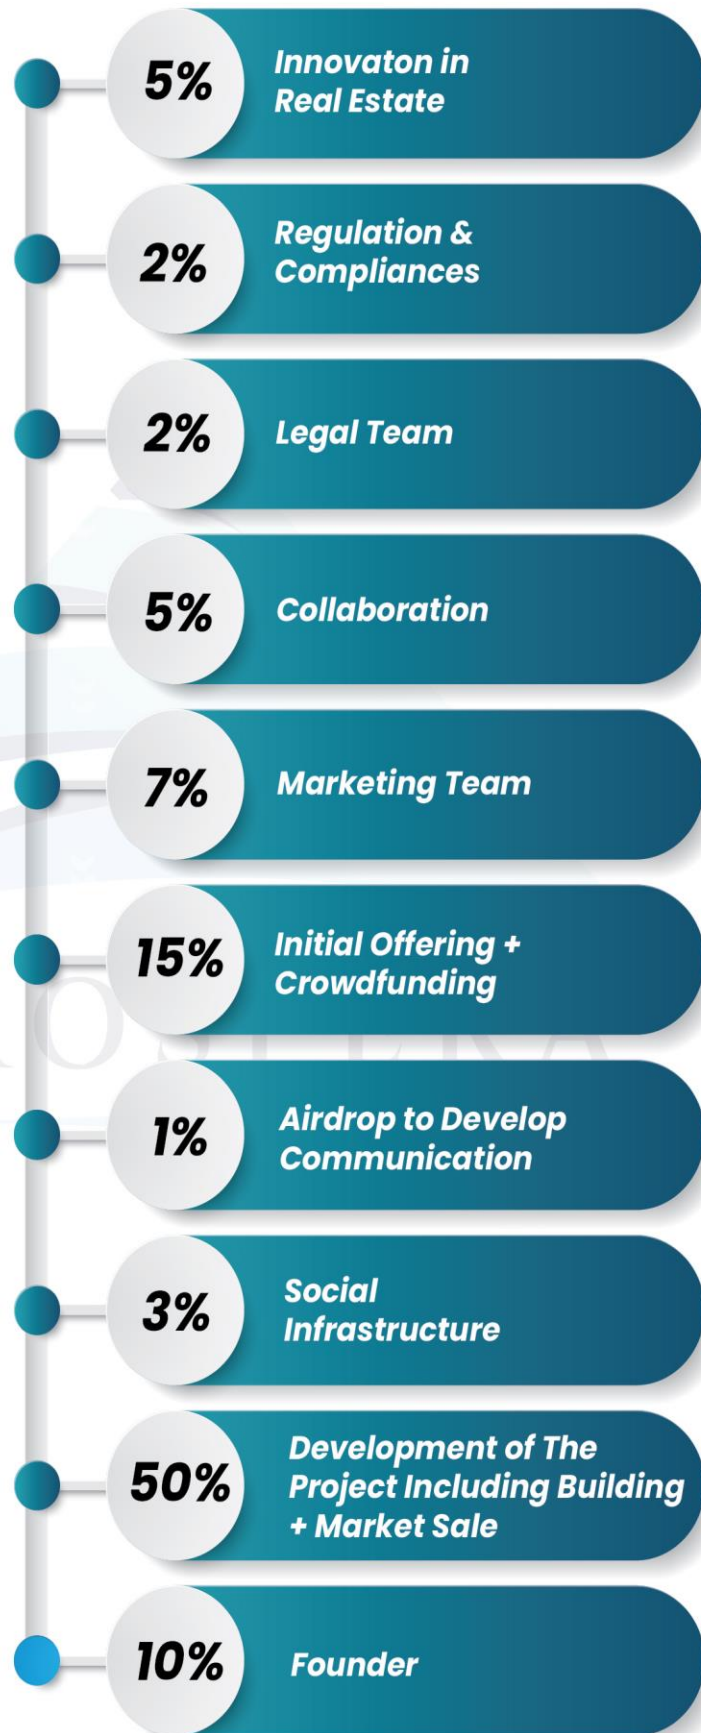 5%
Innovaton in
Real Estate
2%
Regulation &
Compliances
2%
Legal Team
5%
Collaboration
7%
Marketing Team
15%
Initial Offering +
Crowdfunding
1%
Airdrop to Develop
Communication
3%
Social
Infrastructure
50%
Development of The
Project Including Building
+ Market Sale
10%
Founder